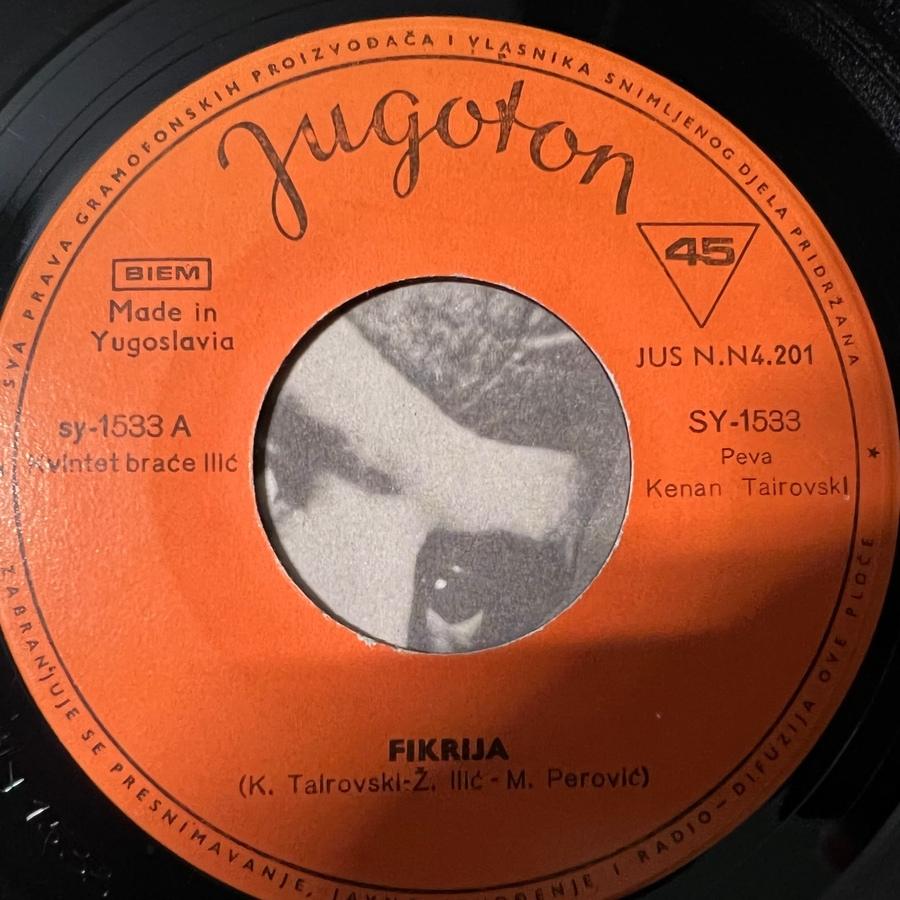 SVA PRAVA GRAMOFONSKIH PROIZVOĐAČA I VLASNIKA SNIMLJENOG DJELA PRIDRŽANA
Jugoton
45
BIEM
Made in
Yugoslavia
JUS N.N4.201
sy-1533 A
Kvintet braće Ilić
SY-1533
Peva
Kenan Tairovski
★
FIKRIJA
(K. Tairovski-Ž. Ilić - M. Perović)
ZABRANJUJE SE PRESNIMAVANJE, I RADIO-DIFUZIJA OVE PLOČE